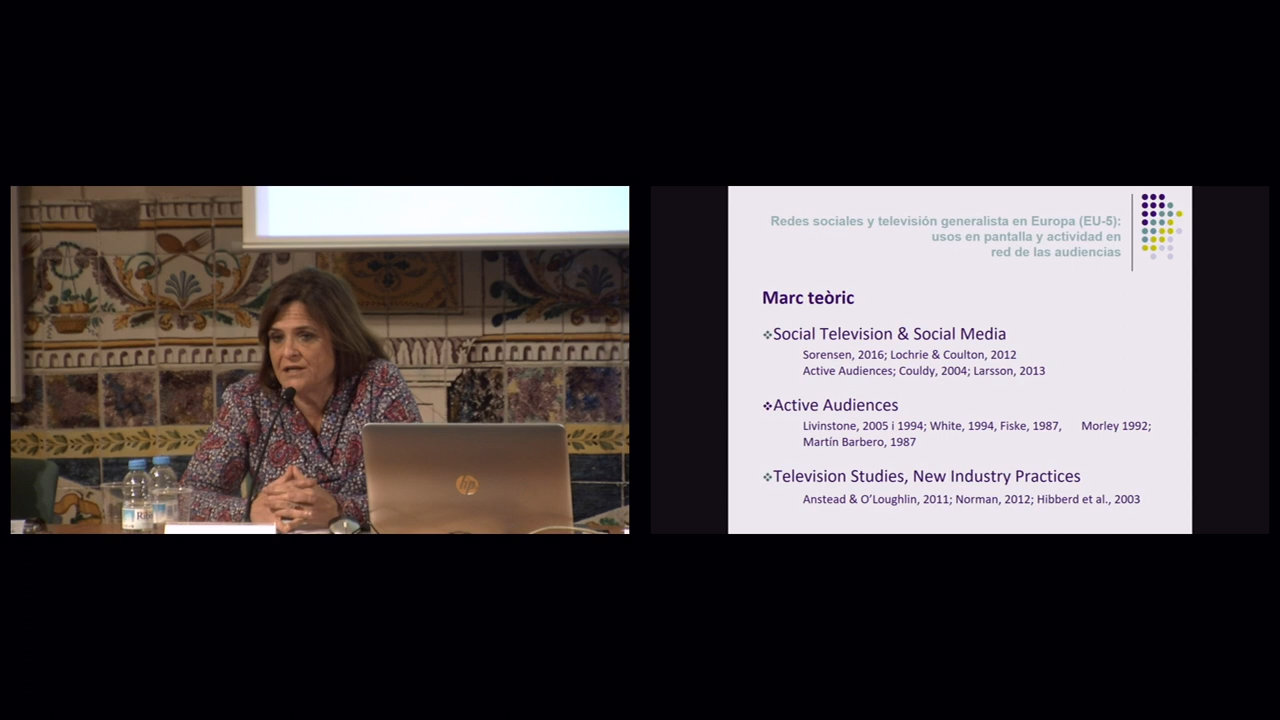 hp
Redes sociales y televisión generalista en Europa (EU-5):
usos en pantalla y actividad en
red de las audiencias
Marc teòric
❖Social Television & Social Media
Sorensen, 2016; Lochrie & Coulton, 2012
Active Audiences; Couldy, 2004; Larsson, 2013
❖Active Audiences
Livinstone, 2005 i 1994; White, 1994, Fiske, 1987, Morley 1992;
Martín Barbero, 1987
❖Television Studies, New Industry Practices
Anstead & O'Loughlin, 2011; Norman, 2012; Hibberd et al., 2003